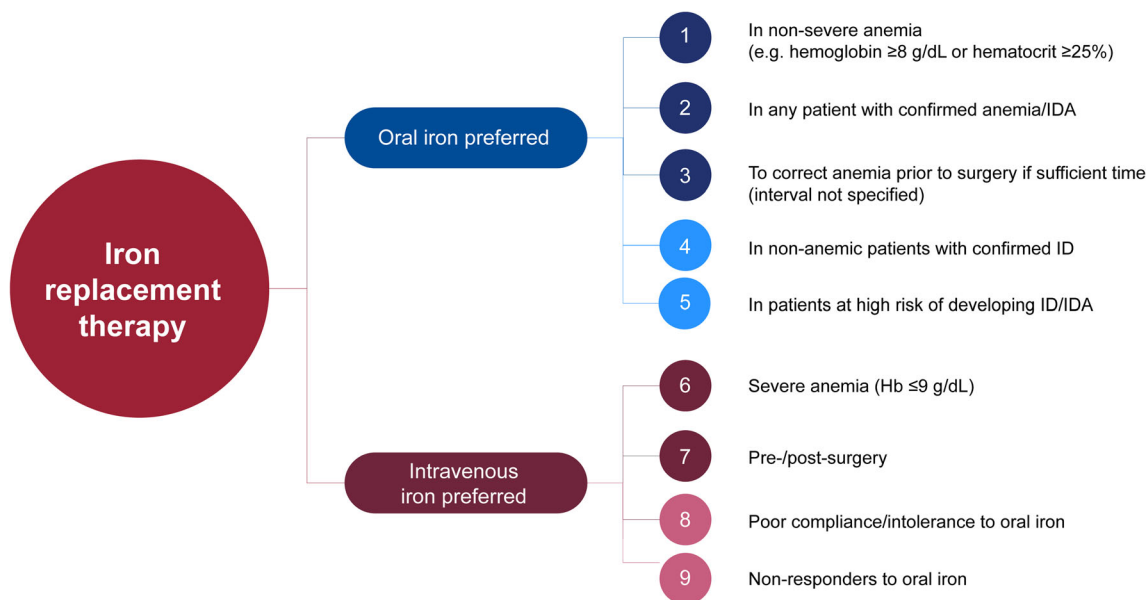 Iron
replacement
therapy
Oral iron preferred
1
In non-severe anemia
(e.g. hemoglobin ≥8 g/dL or hematocrit ≥25%)
2
In any patient with confirmed anemia/IDA
3
To correct anemia prior to surgery if sufficient time
(interval not specified)
4
In non-anemic patients with confirmed ID
5
In patients at high risk of developing ID/IDA
Intravenous
iron preferred
6
Severe anemia (Hb ≤9 g/dL)
7
Pre-/post-surgery
8
Poor compliance/intolerance to oral iron
9
Non-responders to oral iron